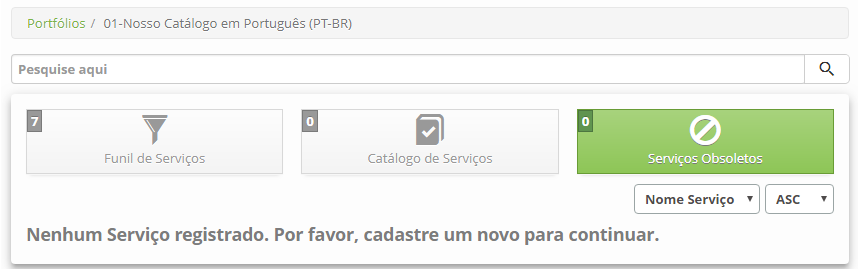 Portfólios / 01-Nosso Catálogo em Português (PT-BR)
Pesquise aqui
7
Funil de Serviços
0
Catálogo de Serviços
0
Serviços Obsoletos
Nome Serviço ASC
Nenhum Serviço registrado. Por favor, cadastre um novo para continuar.